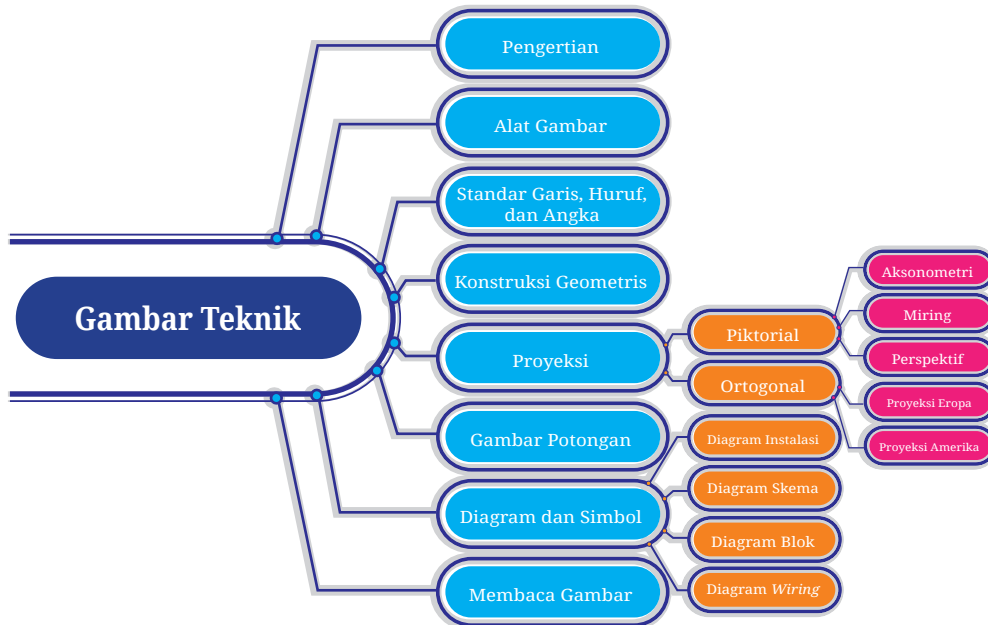 Gambar Teknik
Pengertian
Alat Gambar
Standar Garis, Huruf,
dan Angka
Konstruksi Geometris
Proyeksi
Piktorial
Aksonometri
Miring
Perspektif
Ortogonal
Proyeksi Eropa
Proyeksi Amerika
Gambar Potongan
Diagram dan Simbol
Diagram Instalasi
Diagram Skema
Diagram Blok
Diagram Wiring
Membaca Gambar